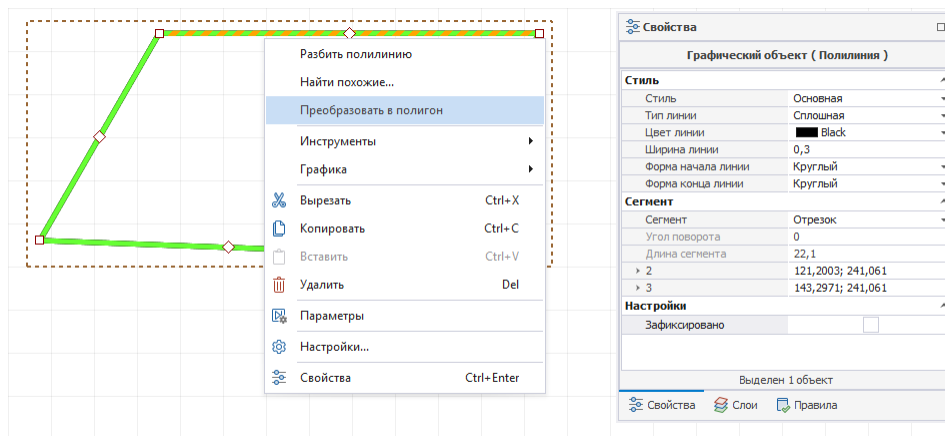 Разбить полилинию
Найти похожие...
Преобразовать в полигон
Инструменты
Графика
Вырезать Ctrl+X
Копировать Ctrl+C
Вставить Ctrl+V
Удалить Del
Параметры
Настройки...
Свойства Ctrl+Enter
Свойства
Графический объект ( Полилиния )
Стиль
Стиль Основная
Тип линии Сплошная
Цвет линии Black
Ширина линии 0,3
Форма начала линии Круглый
Форма конца линии Круглый
Сегмент
Сегмент Отрезок
Угол поворота 0
Длина сегмента 22,1
2 121,2003; 241,061
3 143,2971; 241,061
Настройки
Зафиксировано
Выделен 1 объект
Свойства Слои Правила